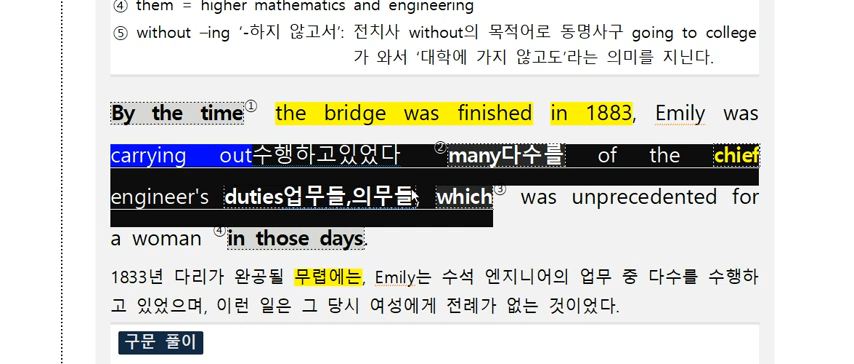 ④ them = higher mathematics and engineering
⑤ without –ing '-하지 않고서': 전치사 without의 목적어로 동명사구 going to college
가 와서 '대학에 가지 않고도'라는 의미를 지닌다.
By the time① the bridge was finished in 1883, Emily was
carrying out수행하고있었다 ②many다수를 of the chief
engineer's duties업무들,의무들, which③ was unprecedented for
a woman ④in those days.
1833년 다리가 완공될 무렵에는, Emily는 수석 엔지니어의 업무 중 다수를 수행하
고 있었으며, 이런 일은 그 당시 여성에게 전례가 없는 것이었다.
구문 풀이